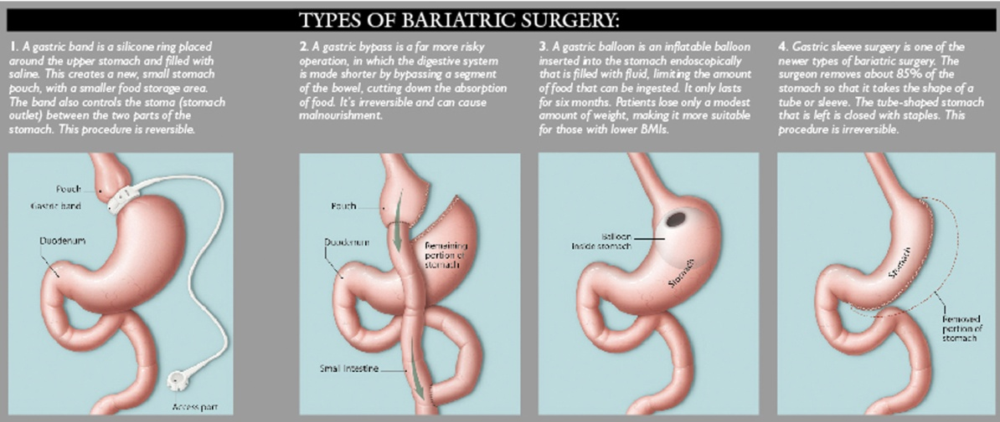 TYPES OF BARIATRIC SURGERY:
1. A gastric band is a silicone ring placed
around the upper stomach and filled with
saline. This creates a new, small stomach
pouch, with a smaller food storage area.
The band also controls the stoma (stomach
outlet) between the two parts of the
stomach. This procedure is reversible.
2. A gastric bypass is a far more risky
operation, in which the digestive system
is made shorter by bypassing a segment
of the bowel, cutting down the absorption
of food. It's irreversible and can cause
malnourishment.
3. A gastric balloon is an inflatable balloon
inserted into the stomach endoscopically
that is filled with fluid, limiting the amount
of food that can be ingested. It only lasts
for six months. Patients lose only a modest
amount of weight, making it more suitable
for those with lower BMIs.
4. Gastric sleeve surgery is one of the
newer types of bariatric surgery. The
surgeon removes about 85% of the
stomach so that it takes the shape of a
tube or sleeve. The tube-shaped stomach
that is left is closed with staples. This
procedure is irreversible.
Pouch
Gastric band
Duodenum
Access port
Pouch
Duodenum
Remaining
portion of
stomach
Small Intestine
Balloon
inside stomach
Stomach
Stomach
Removed
portion of
stomach